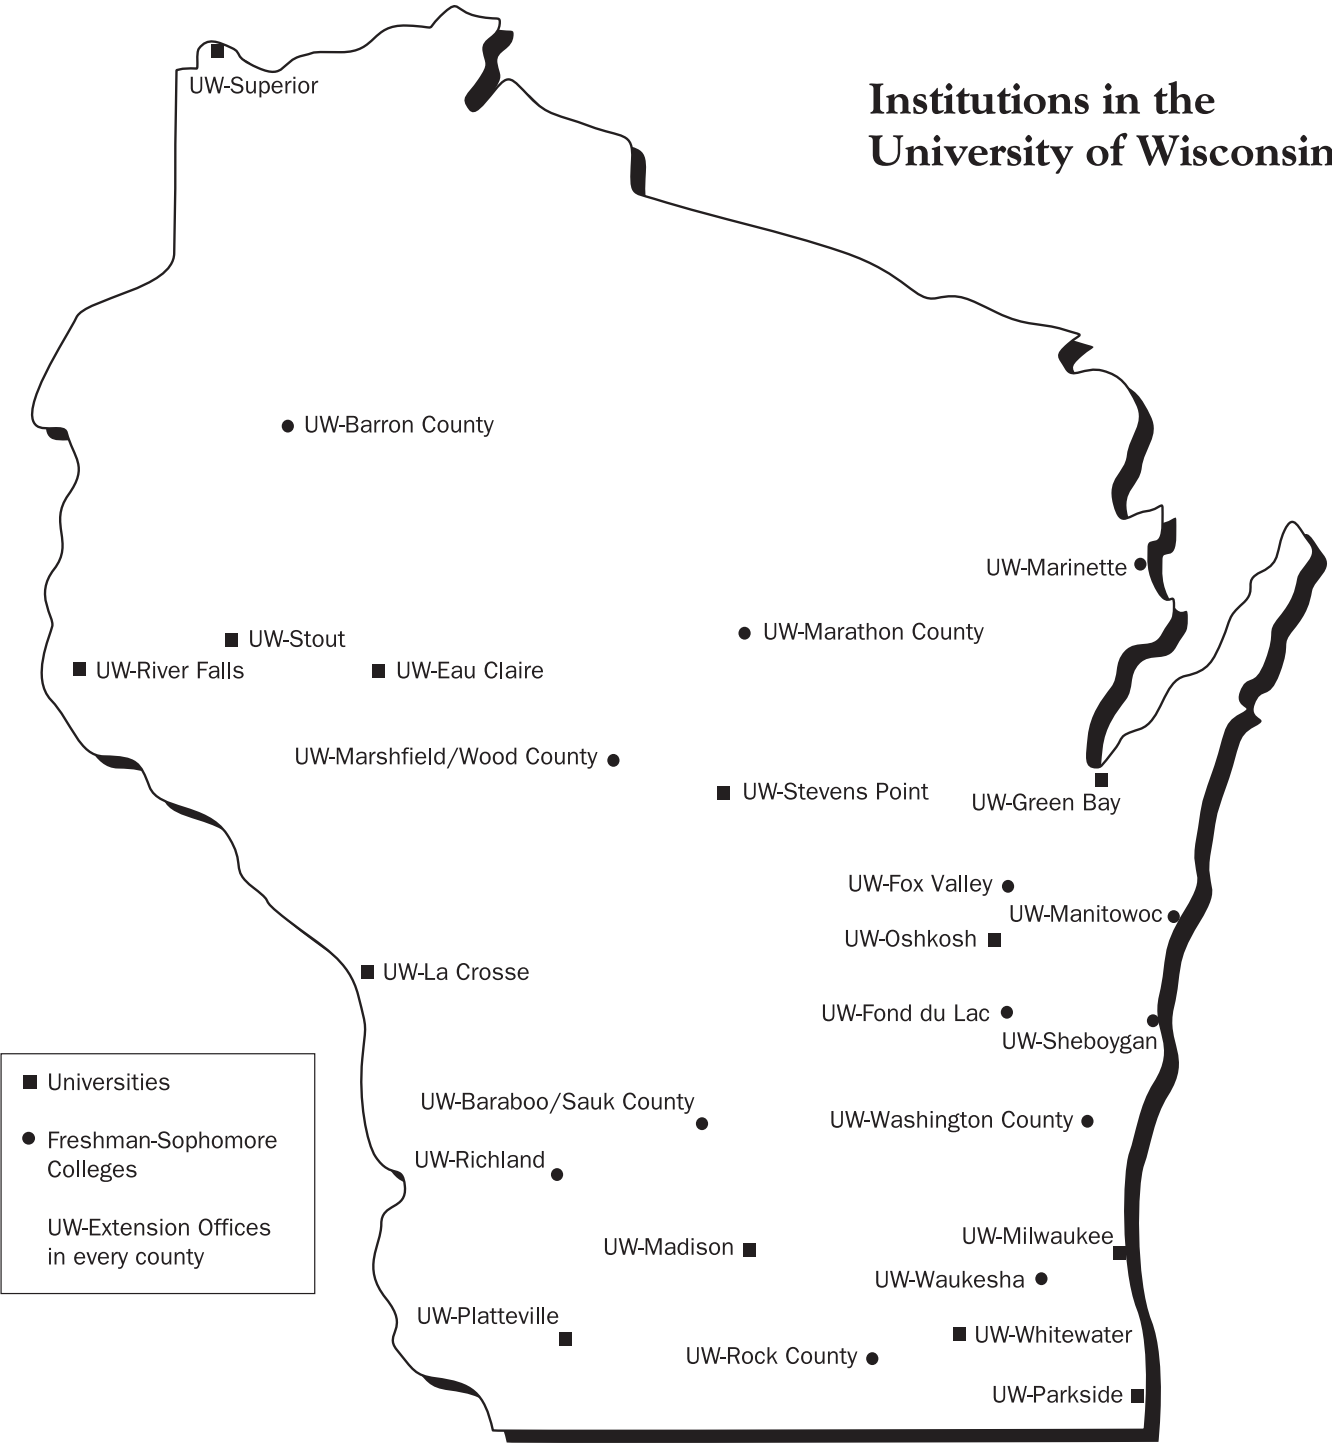 Institutions in the
University of Wisconsin
UW-Superior
UW-Barron County
UW-Marinette
UW-Marathon County
UW-Stout
UW-River Falls
UW-Eau Claire
UW-Marshfield/Wood County
UW-Stevens Point
UW-Green Bay
UW-Fox Valley
UW-Manitowoc
UW-Oshkosh
UW-La Crosse
UW-Fond du Lac
UW-Sheboygan
Universities
Freshman-Sophomore
Colleges
UW-Extension Offices
in every county
UW-Baraboo/Sauk County
UW-Washington County
UW-Richland
UW-Milwaukee
UW-Madison
UW-Waukesha
UW-Platteville
UW-Whitewater
UW-Rock County
UW-Parkside